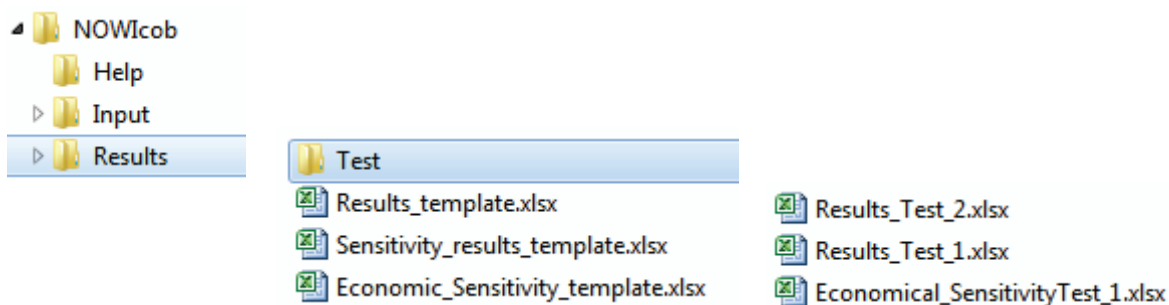 NOWIcob
Help
Input
Results
Test
Results_template.xlsx
Sensitivity_results_template.xlsx
Economic_Sensitivity_template.xlsx
Results_Test_2.xlsx
Results_Test_1.xlsx
Economical_SensitivityTest_1.xlsx